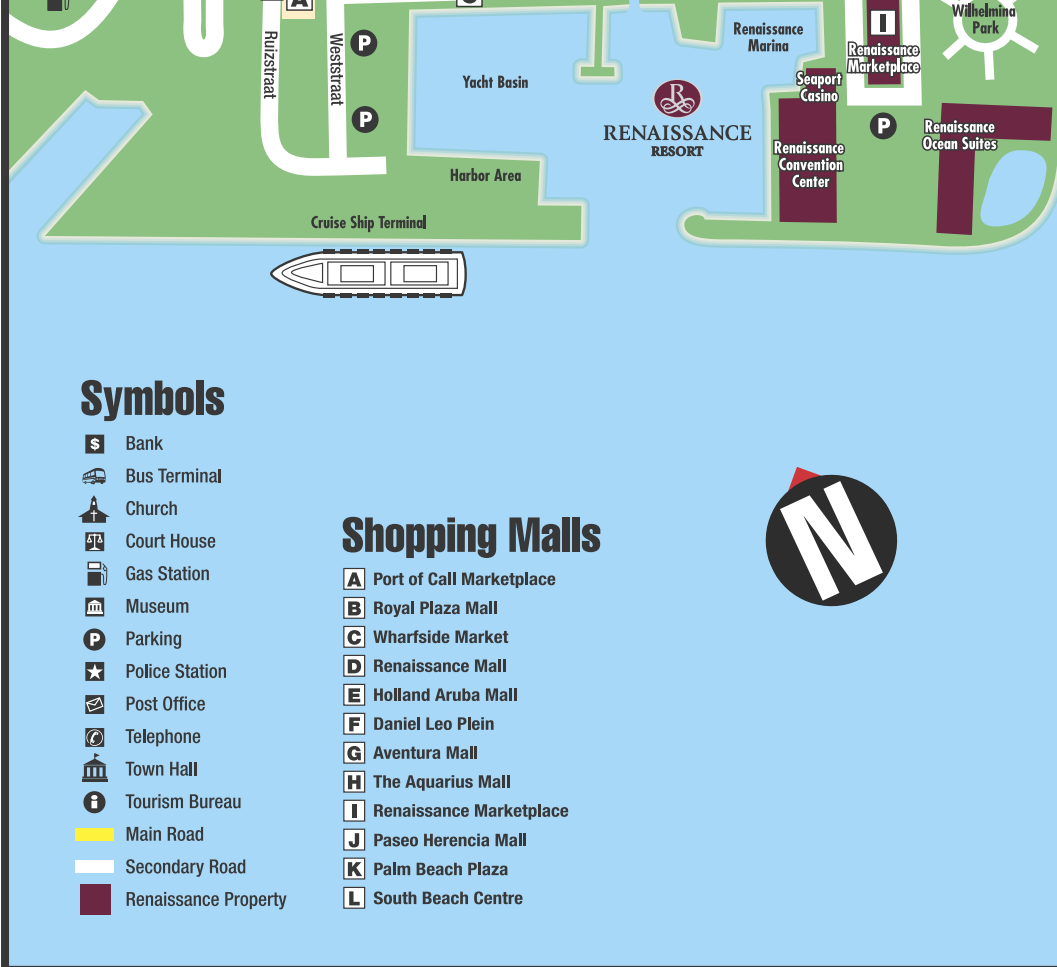 A
Ruizstraat
Weststraat
P
P
Yacht Basin
Renaissance
Marina
I
Renaissance
Marketplace
Wilhelmina
Park
Seaport
Casino
R
RENAISSANCE
RESORT
P
Renaissance
Ocean Suites
Renaissance
Convention
Center
Harbor Area
Cruise Ship Terminal
Symbols
$ Bank
Bus Terminal
Church
Court House
Gas Station
Museum
P Parking
Police Station
Post Office
Telephone
Town Hall
i Tourism Bureau
Main Road
Secondary Road
Renaissance Property
Shopping Malls
A Port of Call Marketplace
B Royal Plaza Mall
C Wharfside Market
D Renaissance Mall
E Holland Aruba Mall
F Daniel Leo Plein
G Aventura Mall
H The Aquarius Mall
I Renaissance Marketplace
J Paseo Herencia Mall
K Palm Beach Plaza
L South Beach Centre
N